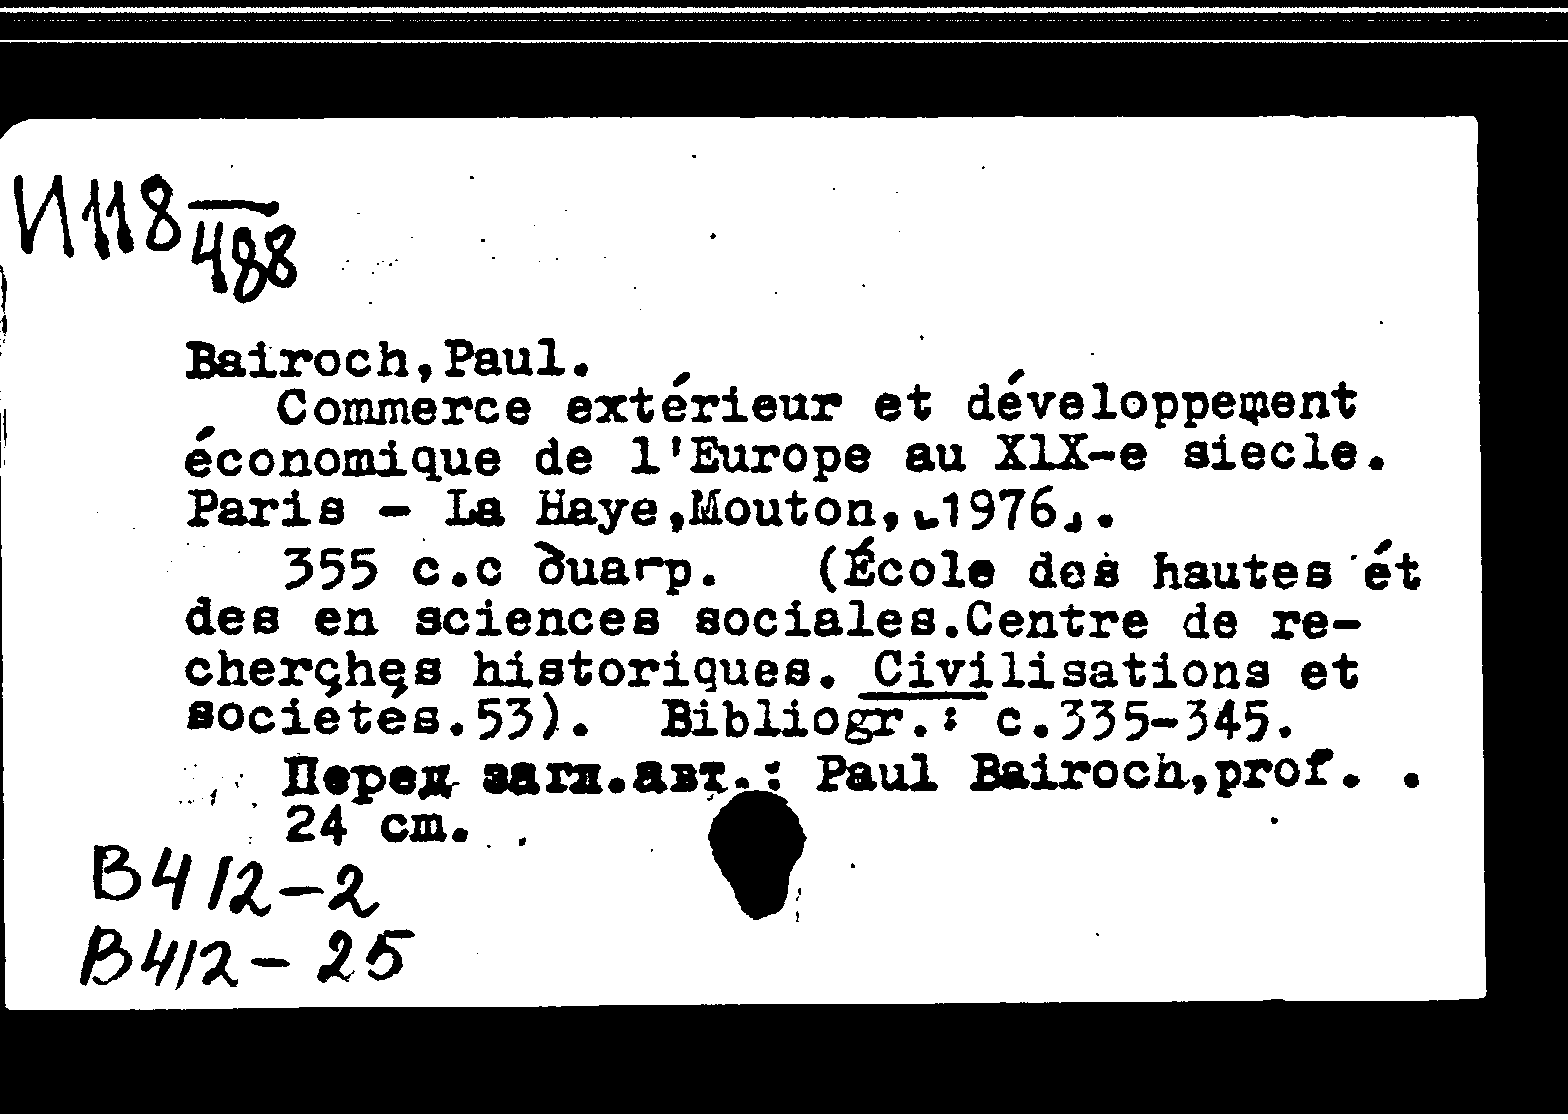 И118
488
Bairoch, Paul.
Commerce extérieur et développement
économique de l'Europe au XlX-e siecle.
Paris - La Haye, Mouton, [1976].
355 с.с диагр. (École des hautes ét
des en sciences sociales. Centre de re-
cherches historiques. Civilisations et
societes. 53). Bibliogr.: с.335-345.
Перед загл. авт.: Paul Bairoch, prof. .
24 cm.
B412-2
B412-25